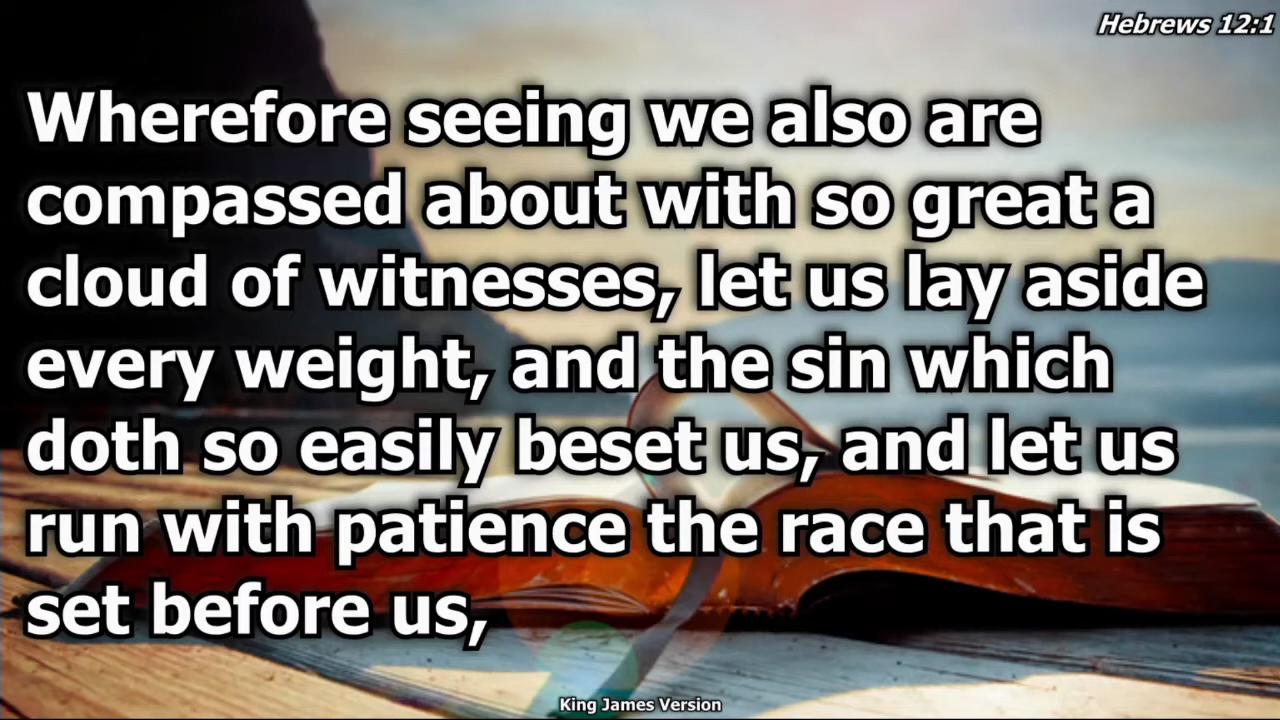 Hebrews 12:1
Wherefore seeing we also are
compassed about with so great a
cloud of witnesses, let us lay aside
every weight, and the sin which
doth so easily beset us, and let us
run with patience the race that is
set before us,
King James Version